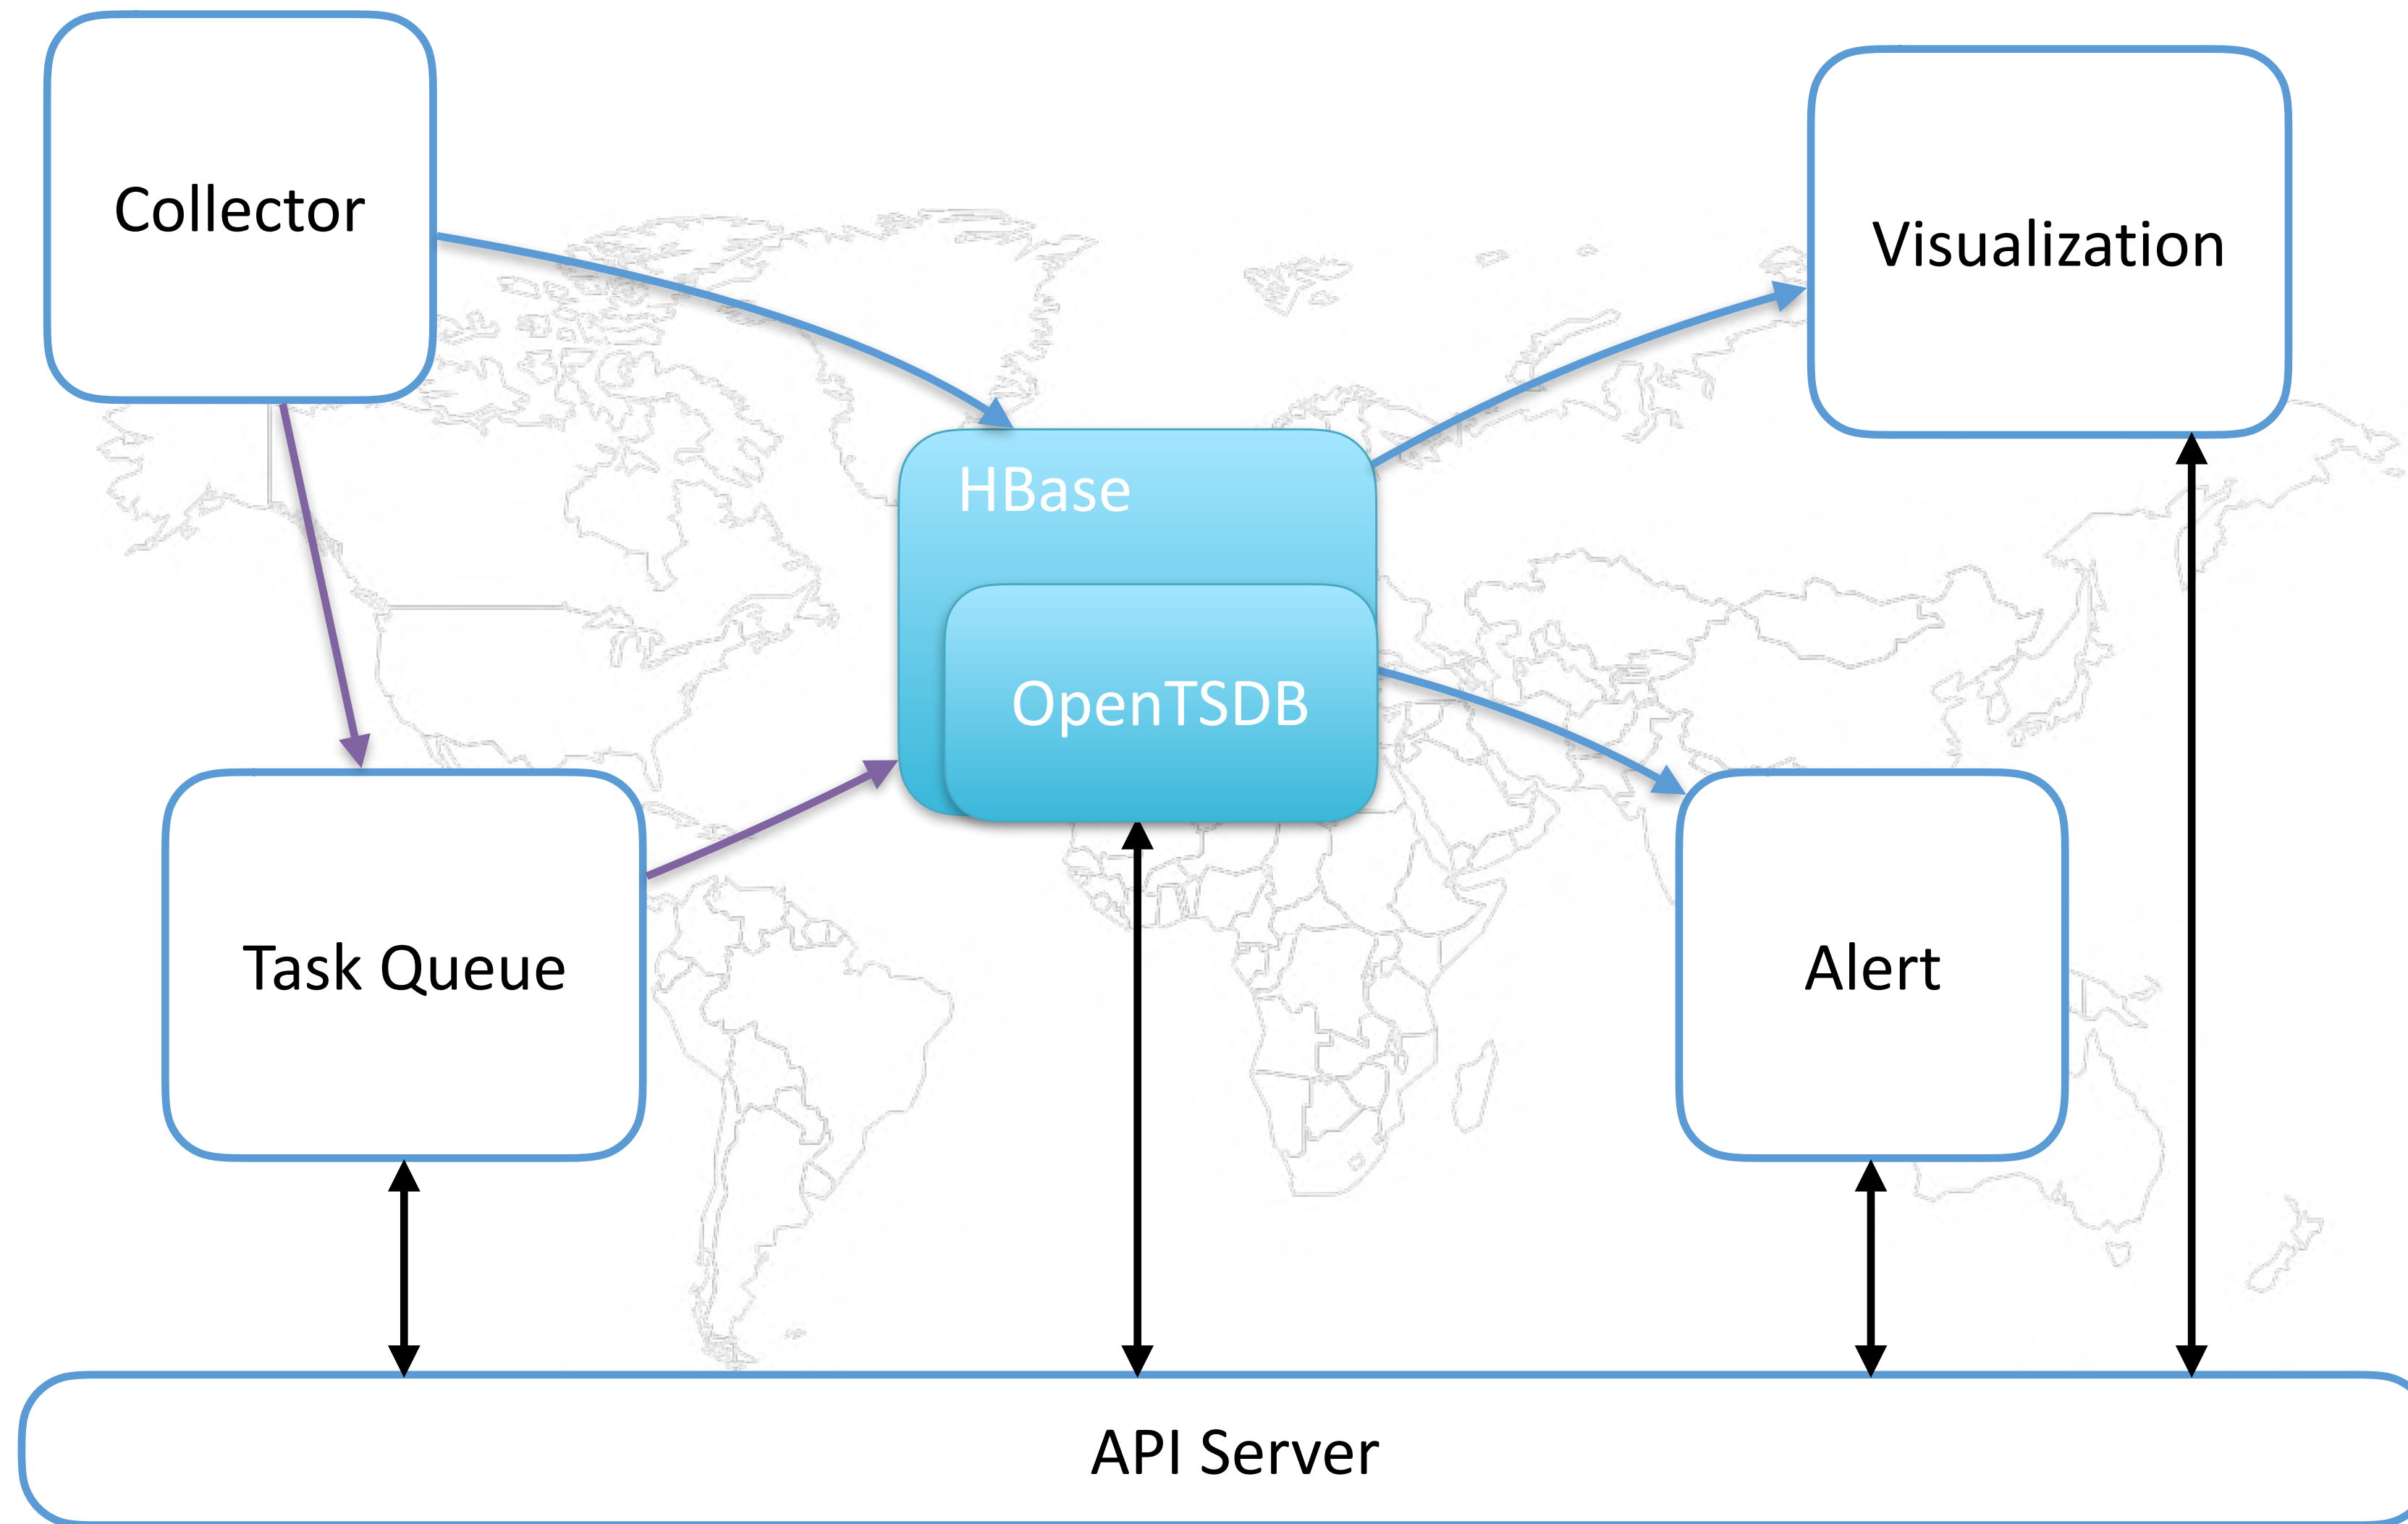 Collector
Visualization
HBase
OpenTSDB
Task Queue
Alert
API Server